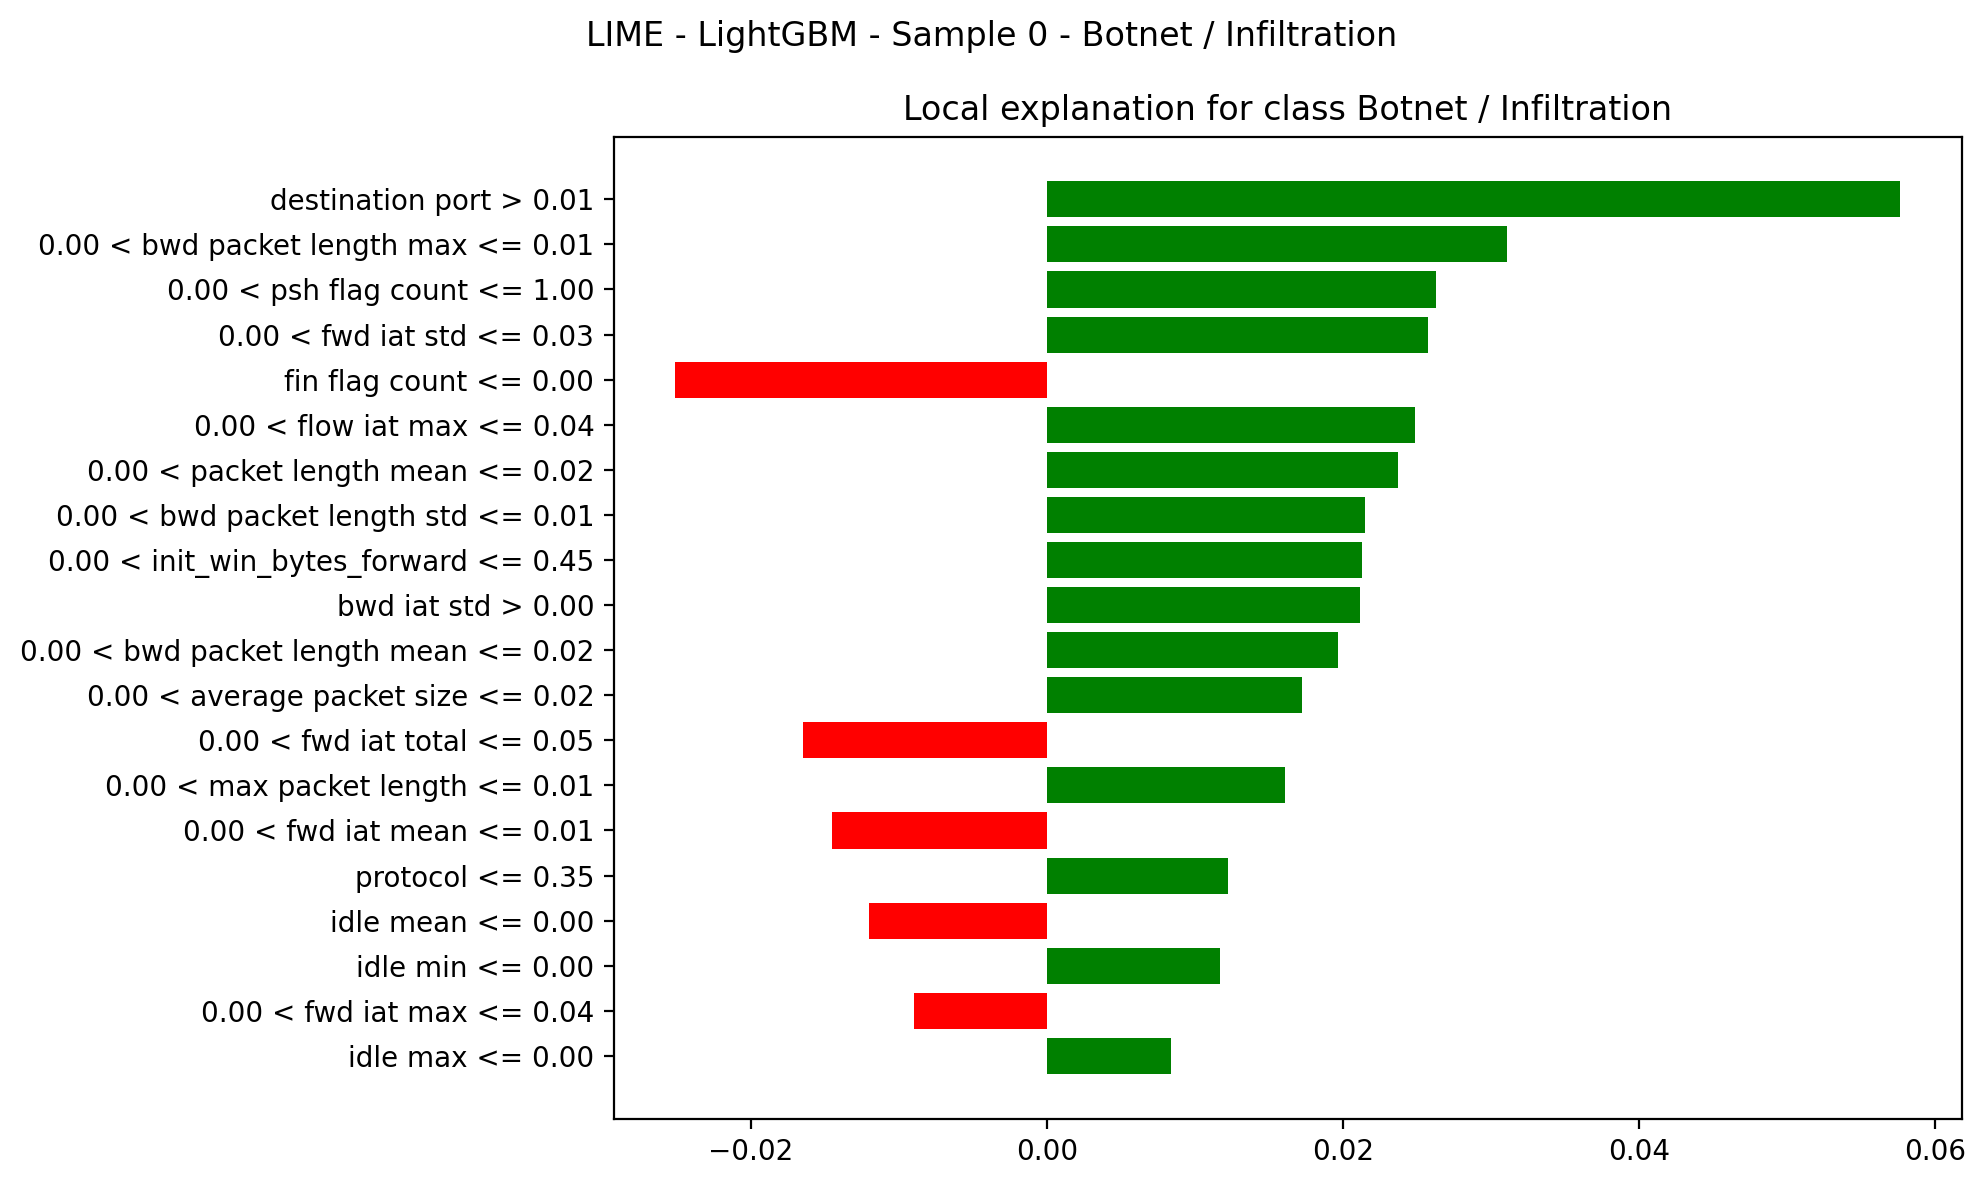 LIME - LightGBM - Sample 0 - Botnet / Infiltration
Local explanation for class Botnet / Infiltration
destination port > 0.01
0.00 < bwd packet length max <= 0.01
0.00 < psh flag count <= 1.00
0.00 < fwd iat std <= 0.03
fin flag count <= 0.00
0.00 < flow iat max <= 0.04
0.00 < packet length mean <= 0.02
0.00 < bwd packet length std <= 0.01
0.00 < init_win_bytes_forward <= 0.45
bwd iat std > 0.00
0.00 < bwd packet length mean <= 0.02
0.00 < average packet size <= 0.02
0.00 < fwd iat total <= 0.05
0.00 < max packet length <= 0.01
0.00 < fwd iat mean <= 0.01
protocol <= 0.35
idle mean <= 0.00
idle min <= 0.00
0.00 < fwd iat max <= 0.04
idle max <= 0.00
−0.02 0.00 0.02 0.04 0.06